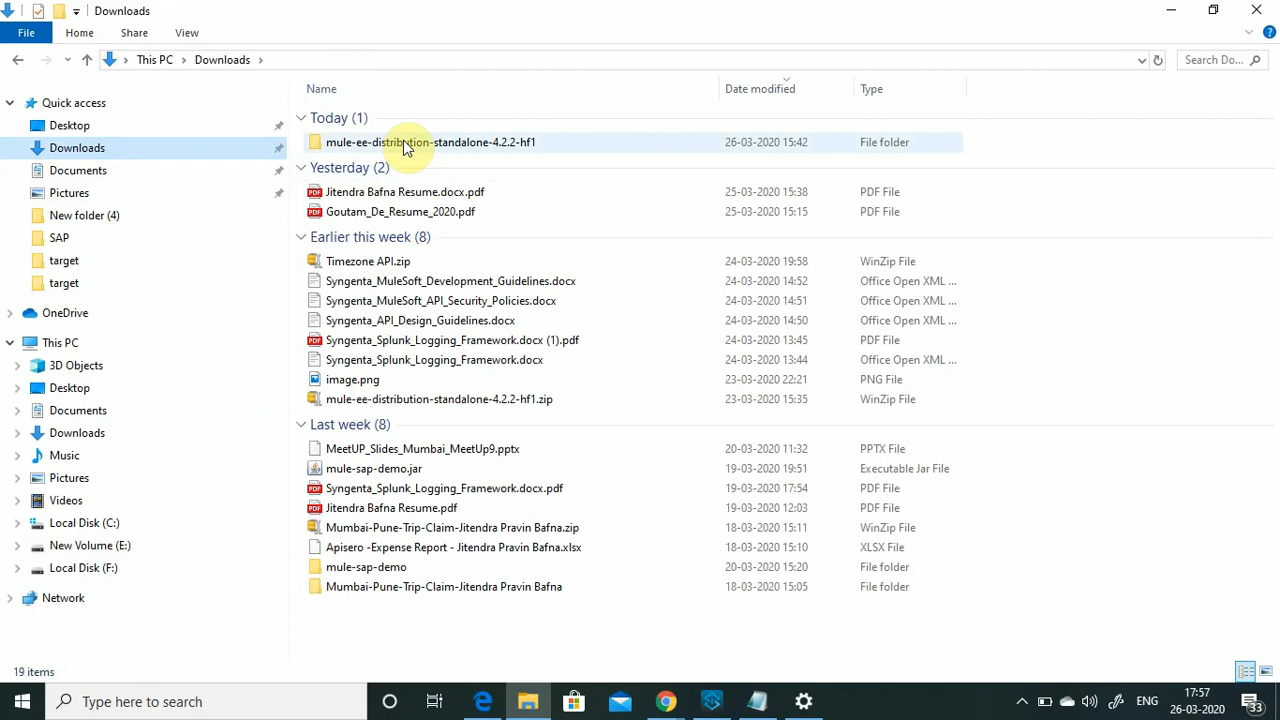 Downloads
File
Home
Share
View
This PC
Downloads
Search Do...
Name
Date modified
Type
Quick access
Desktop
Downloads
Documents
Pictures
New folder (4)
SAP
target
target
OneDrive
This PC
3D Objects
Desktop
Documents
Downloads
Music
Pictures
Videos
Local Disk (C:)
New Volume (E:)
Local Disk (F:)
Network
Today (1)
mule-ee-distribution-standalone-4.2.2-hf1 26-03-2020 15:42 File folder
Yesterday (2)
Jitendra Bafna Resume.docx.pdf 25-03-2020 15:38 PDF File
Goutam_De_Resume_2020.pdf 25-03-2020 15:15 PDF File
Earlier this week (8)
Timezone API.zip 24-03-2020 19:58 WinZip File
Syngenta_MuleSoft_Development_Guidelines.docx 24-03-2020 14:52 Office Open XML ...
Syngenta_MuleSoft_API_Security_Policies.docx 24-03-2020 14:51 Office Open XML ...
Syngenta_API_Design_Guidelines.docx 24-03-2020 14:50 Office Open XML ...
Syngenta_Splunk_Logging_Framework.docx (1).pdf 24-03-2020 13:45 PDF File
Syngenta_Splunk_Logging_Framework.docx 24-03-2020 13:44 Office Open XML ...
image.png 23-03-2020 22:21 PNG File
mule-ee-distribution-standalone-4.2.2-hf1.zip 23-03-2020 15:35 WinZip File
Last week (8)
MeetUP_Slides_Mumbai_MeetUp9.pptx 20-03-2020 11:32 PPTX File
mule-sap-demo.jar 19-03-2020 19:51 Executable Jar File
Syngenta_Splunk_Logging_Framework.docx.pdf 19-03-2020 17:54 PDF File
Jitendra Bafna Resume.pdf 19-03-2020 12:03 PDF File
Mumbai-Pune-Trip-Claim-Jitendra Pravin Bafna.zip 18-03-2020 15:11 WinZip File
Apisero -Expense Report - Jitendra Pravin Bafna.xlsx 18-03-2020 15:10 XLSX File
mule-sap-demo 20-03-2020 15:20 File folder
Mumbai-Pune-Trip-Claim-Jitendra Pravin Bafna 18-03-2020 15:05 File folder
19 items
Type here to search
ENG
17:57
26-03-2020
33